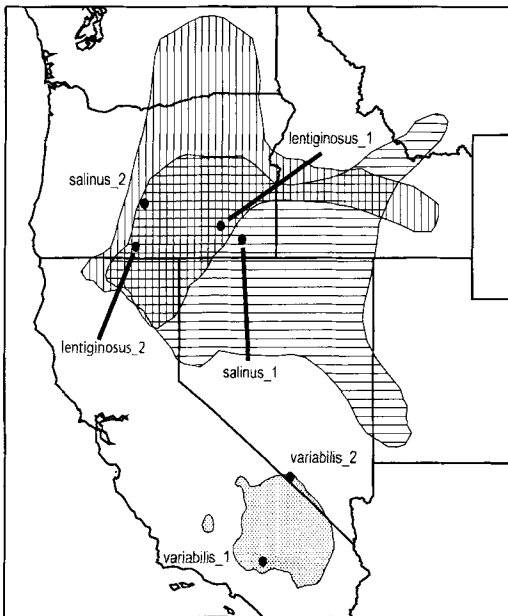 lentiginosus_1
salinus_2
lentiginosus_2
salinus_1
variabilis_2
variabilis_1